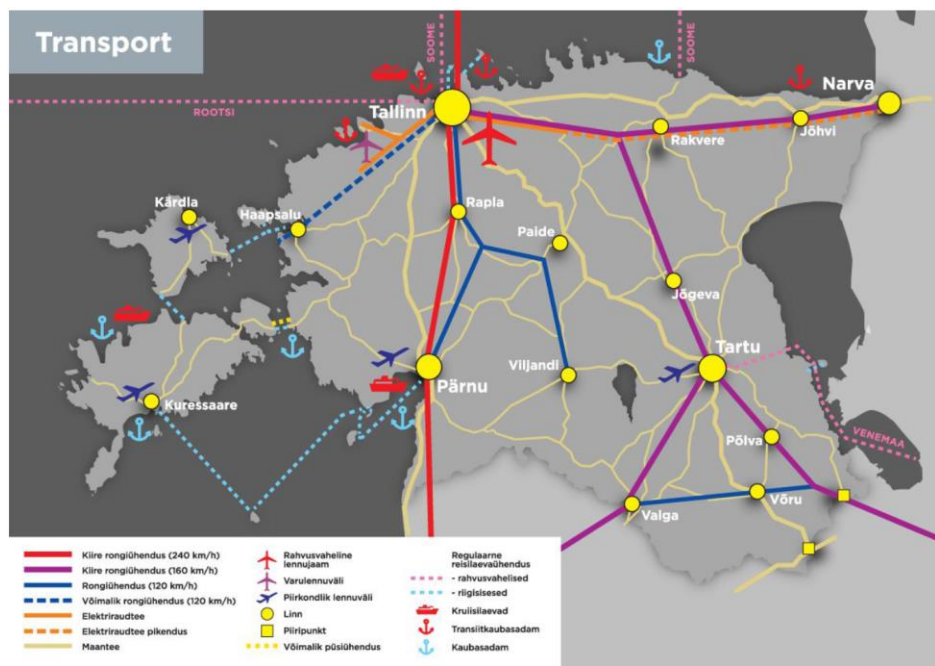 Transport
SOOME
SOOME
ROOTSI
Tallinn
Narva
Rakvere
Jõhvi
Kärdla
Haapsalu
Rapla
Paide
Jõgeva
Tartu
Viljandi
Pärnu
Kuressaare
Põlva
VENEMAA
Valga
Võru
Kiire rongiühendus (240 km/h)
Kiire rongiühendus (160 km/h)
Rongiühendus (120 km/h)
Võimalik rongiühendus (120 km/h)
Elektriraudtee
Elektriraudtee pikendus
Maantee
Rahvusvaheline
lennujaam
Varulennuväli
Piirkondlik lennuväli
Linn
Piiripunkt
Võimalik püsiühendus
Regulaarne
reisilaevaühendus
- rahvusvahelised
- riigisisesed
Kruiisilaevad
Transiitkaubasadam
Kaubasadam